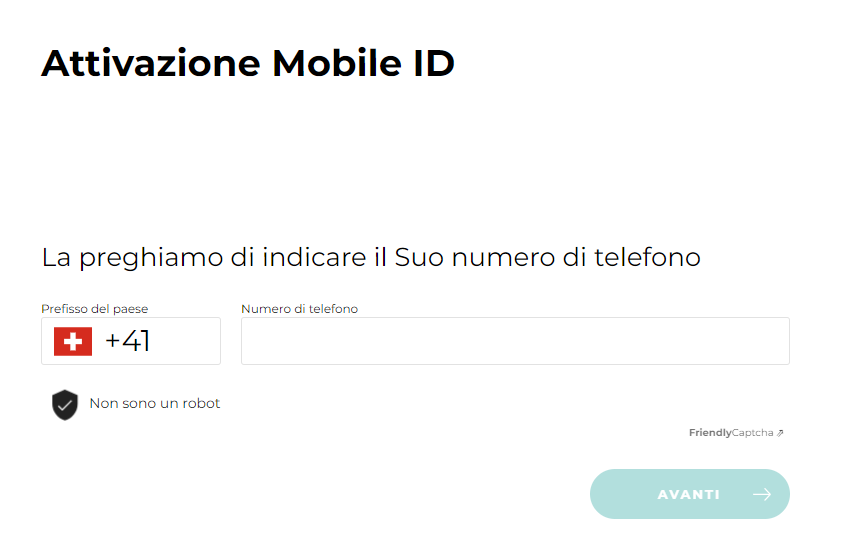 Attivazione Mobile ID
La preghiamo di indicare il Suo numero di telefono
Prefisso del paese
Numero di telefono
+41
Non sono un robot
FriendlyCaptcha ⇗
AVANTI